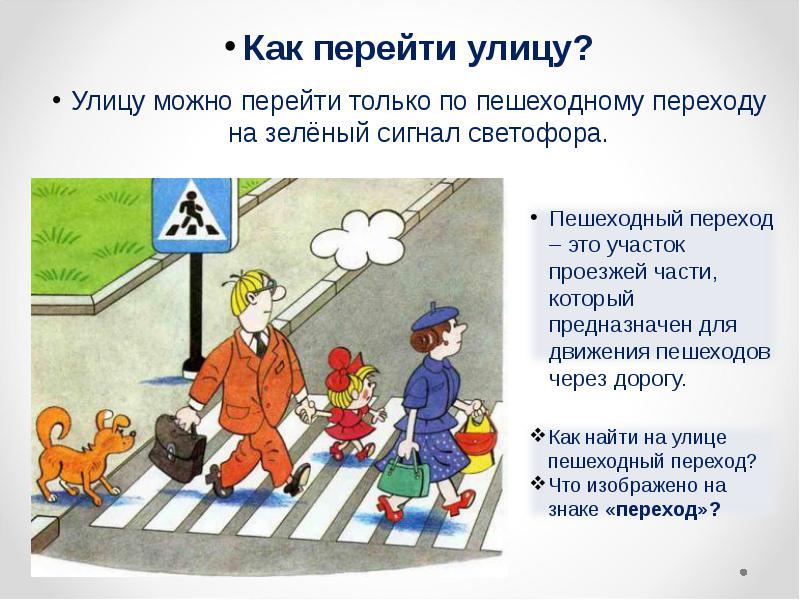 • Как перейти улицу?
• Улицу можно перейти только по пешеходному переходу
на зелёный сигнал светофора.
• Пешеходный переход
– это участок
проезжей части,
который
предназначен для
движения пешеходов
через дорогу.
❖ Как найти на улице
пешеходный переход?
❖ Что изображено на
знаке «переход»?